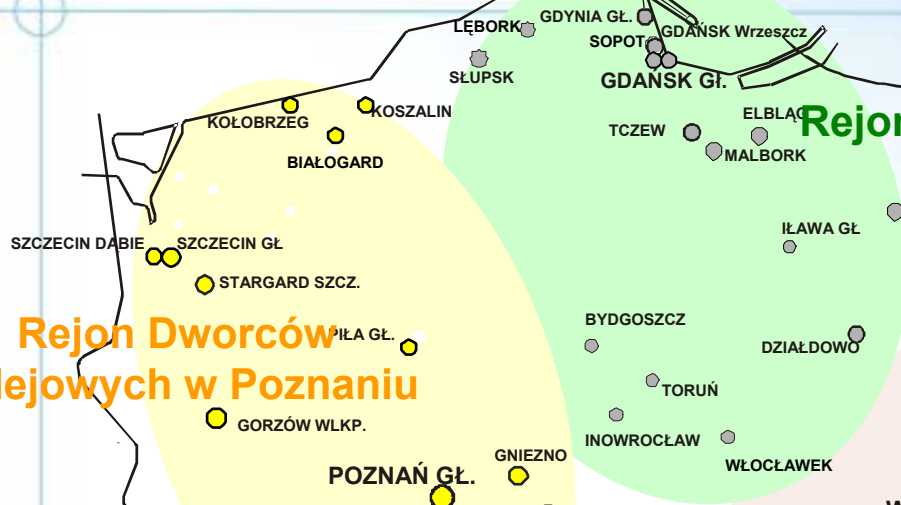 GDYNIA GŁ.
LĘBORK
GDAŃSK Wrzeszcz
SOPOT
SŁUPSK
GDAŃSK GŁ.
KOŁOBRZEG
KOSZALIN
ELBLĄG
Rejon
TCZEW
BIAŁOGARD
MALBORK
IŁAWA GŁ
SZCZECIN DABIE
SZCZECIN GŁ
STARGARD SZCZ.
BYDGOSZCZ
Rejon Dworców
PIŁA GŁ.
DZIAŁDOWO
lejowych w Poznaniu
TORUŃ
GORZÓW WLKP.
INOWROCŁAW
GNIEZNO
WŁOCŁAWEK
POZNAŃ GŁ.